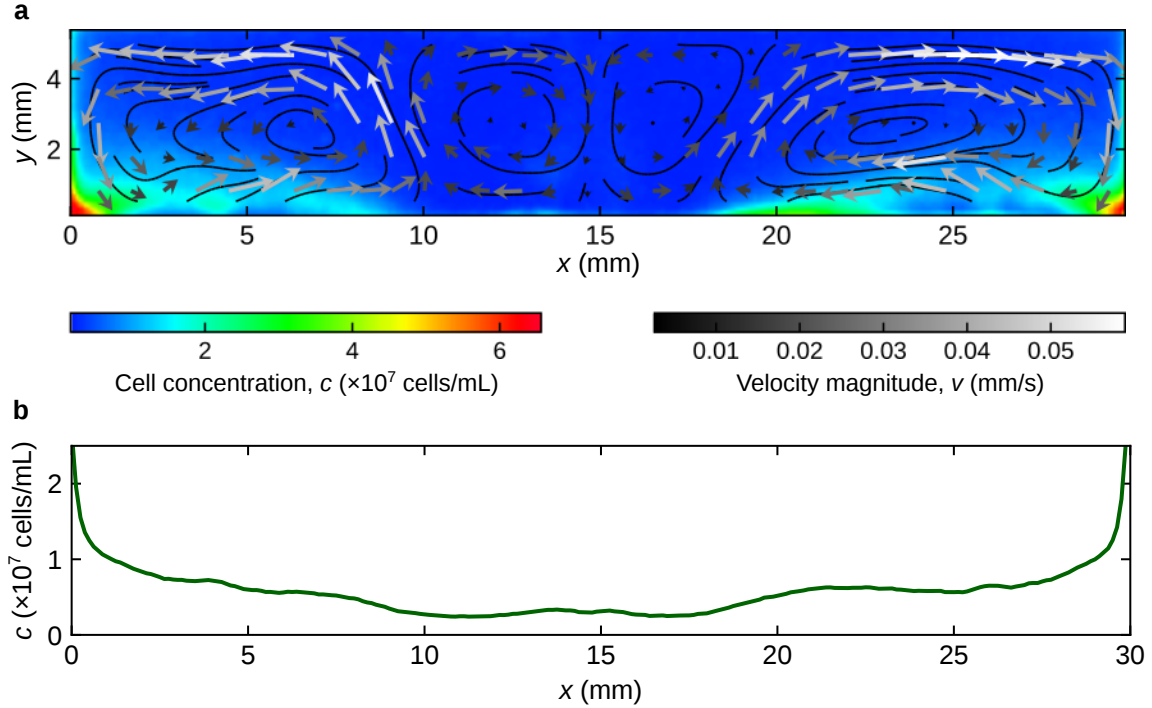 a
y (mm)
4
2
0 5 10 15 20 25
x (mm)
2 4 6
Cell concentration, c (×10⁷ cells/mL)
0.01 0.02 0.03 0.04 0.05
Velocity magnitude, v (mm/s)
b
c (×10⁷ cells/mL)
2
1
0
0 5 10 15 20 25 30
x (mm)